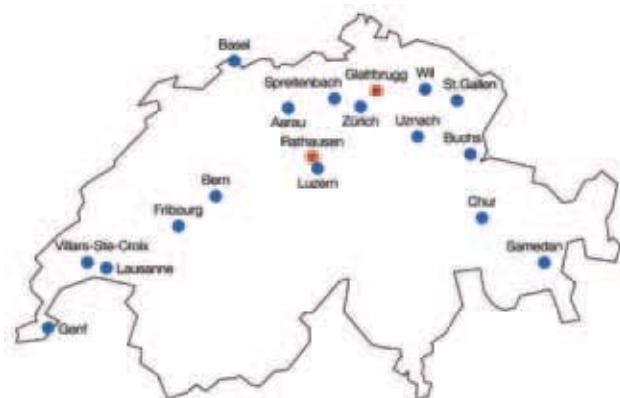 Basel
Glattbrugg
Wil
Spreitenbach
St.Gallen
Aarau
Zürich
Uznach
Rathausen
Buchs
Luzern
Bern
Chur
Fribourg
Villars-Ste-Croix
Lausanne
Samedan
Genf